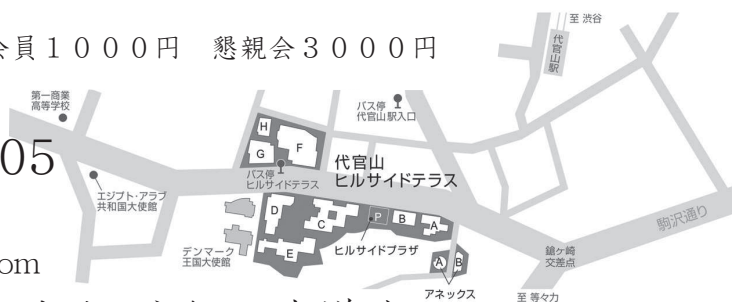 至 渋谷
代官山駅
会員１０００円　懇親会３０００円
第一商業
高等学校
バス停
代官山駅入口
H
F
G
05
代官山
ヒルサイドテラス
バス停
ヒルサイドテラス
エジプト・アラブ
共和国大使館
D
C
P
B
A
駒沢通り
E
ヒルサイドプラザ
デンマーク
王国大使館
鎗ヶ崎
交差点
A
B
om
アネックス
至 等々力